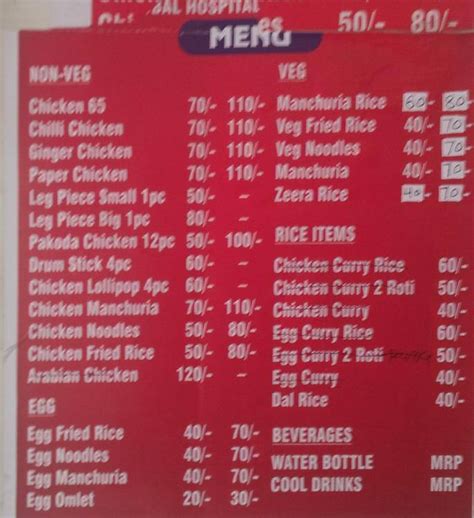 BAL HOSPITAL
50/- 80/-
MENU
NON-VEG
Chicken 65 70/- 110/-
Chilli Chicken 70/- 110/-
Ginger Chicken 70/- 110/-
Paper Chicken 70/- 110/-
Leg Piece Small 1pc 50/- –
Leg Piece Big 1pc 80/- –
Pakoda Chicken 12pc 50/- 100/-
Drum Stick 4pc 60/- –
Chicken Lollipop 4pc 60/- –
Chicken Manchuria 70/- 110/-
Chicken Noodles 50/- 80/-
Chicken Fried Rice 50/- 80/-
Arabian Chicken 120/- –
EGG
Egg Fried Rice 40/- 70/-
Egg Noodles 40/- 70/-
Egg Manchuria 40/- 70/-
Egg Omlet 20/- 30/-
VEG
Manchuria Rice 60- 80
Veg Fried Rice 40/- 70-
Veg Noodles 40/- 70-
Manchuria 40/- 70-
Zeera Rice 40- 70-
RICE ITEMS
Chicken Curry Rice 60/-
Chicken Curry 2 Roti 50/-
Chicken Curry 40/-
Egg Curry Rice 60/-
Egg Curry 2 Roti 50/-
Egg Curry 40/-
Dal Rice 40/-
BEVERAGES
WATER BOTTLE MRP
COOL DRINKS MRP